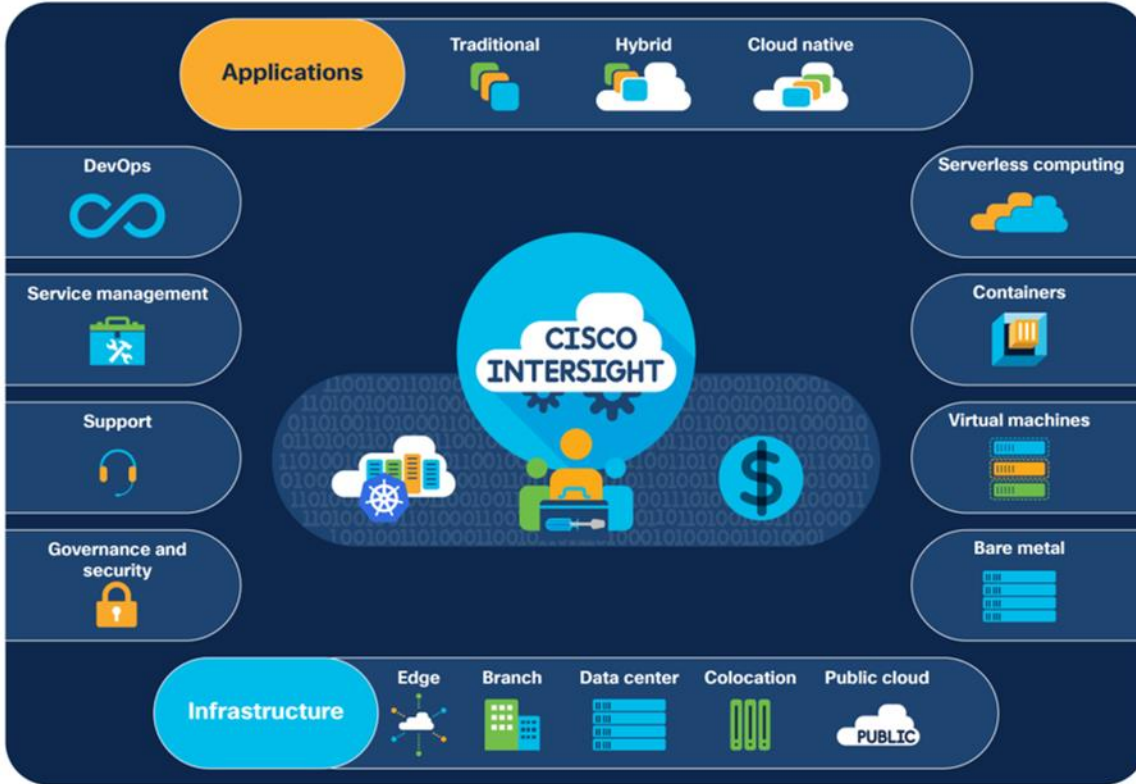 Applications
Traditional
Hybrid
Cloud native
DevOps
Service management
Support
Governance and
security
CISCO
INTERSIGHT
$
Serverless computing
Containers
Virtual machines
Bare metal
Infrastructure
Edge
Branch
Data center
Colocation
Public cloud
PUBLIC